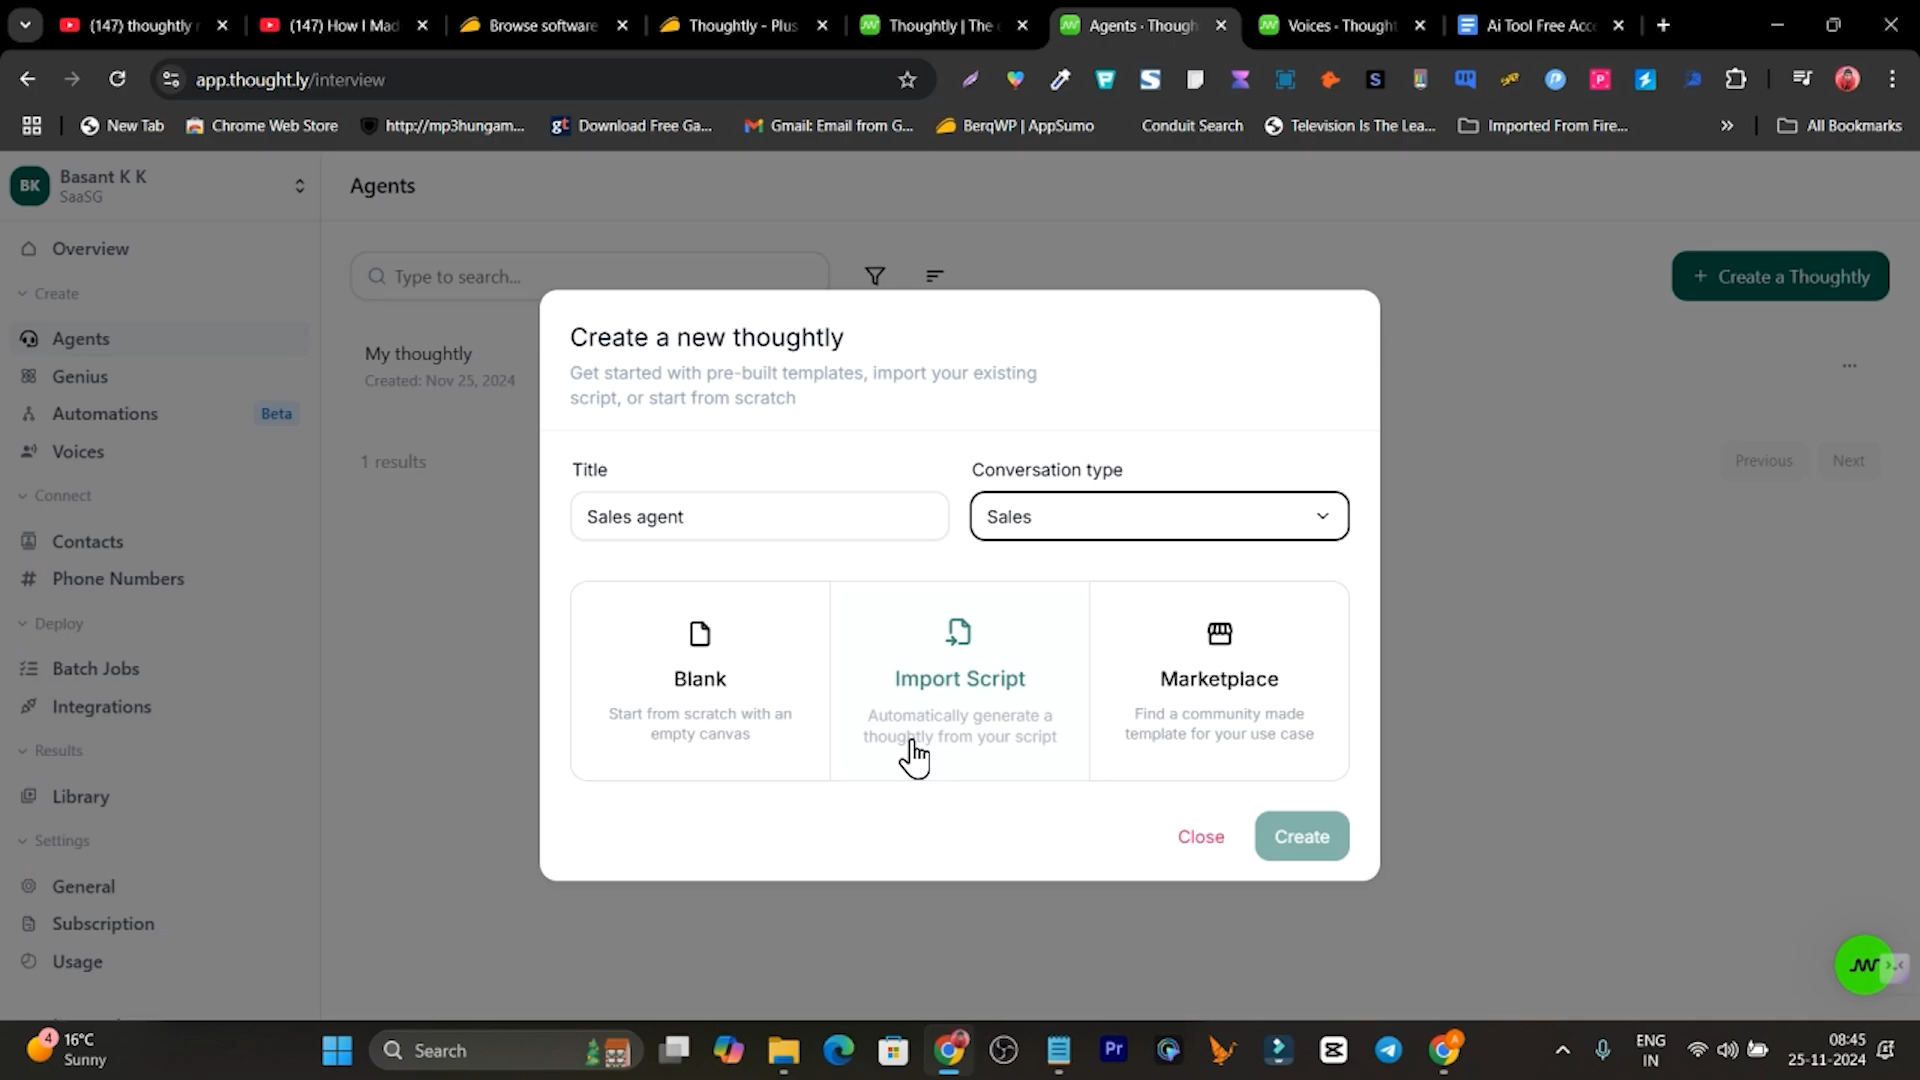 (147) thoughtly r
(147) How I Mad
Browse software
Thoughtly - Plus
Thoughtly | The c
Agents · Though
Voices · Thought
Ai Tool Free Acce
app.thought.ly/interview
New Tab
Chrome Web Store
http://mp3hungam...
Download Free Ga...
Gmail: Email from G...
BerqWP | AppSumo
Conduit Search
Television Is The Lea...
Imported From Fire...
All Bookmarks
BK
Basant K K
SaaSG
Overview
Create
Agents
Genius
Automations
Beta
Voices
Connect
Contacts
Phone Numbers
Deploy
Batch Jobs
Integrations
Results
Library
Settings
General
Subscription
Usage
Agents
Type to search...
+ Create a Thoughtly
My thoughtly
Created: Nov 25, 2024
1 results
Previous
Next
Create a new thoughtly
Get started with pre-built templates, import your existing
script, or start from scratch
Title
Conversation type
Sales agent
Sales
Blank
Start from scratch with an
empty canvas
Import Script
Automatically generate a
thoughtly from your script
Marketplace
Find a community made
template for your use case
Close
Create
4
16°C
Sunny
Search
Pr
ENG
IN
08:45
25-11-2024